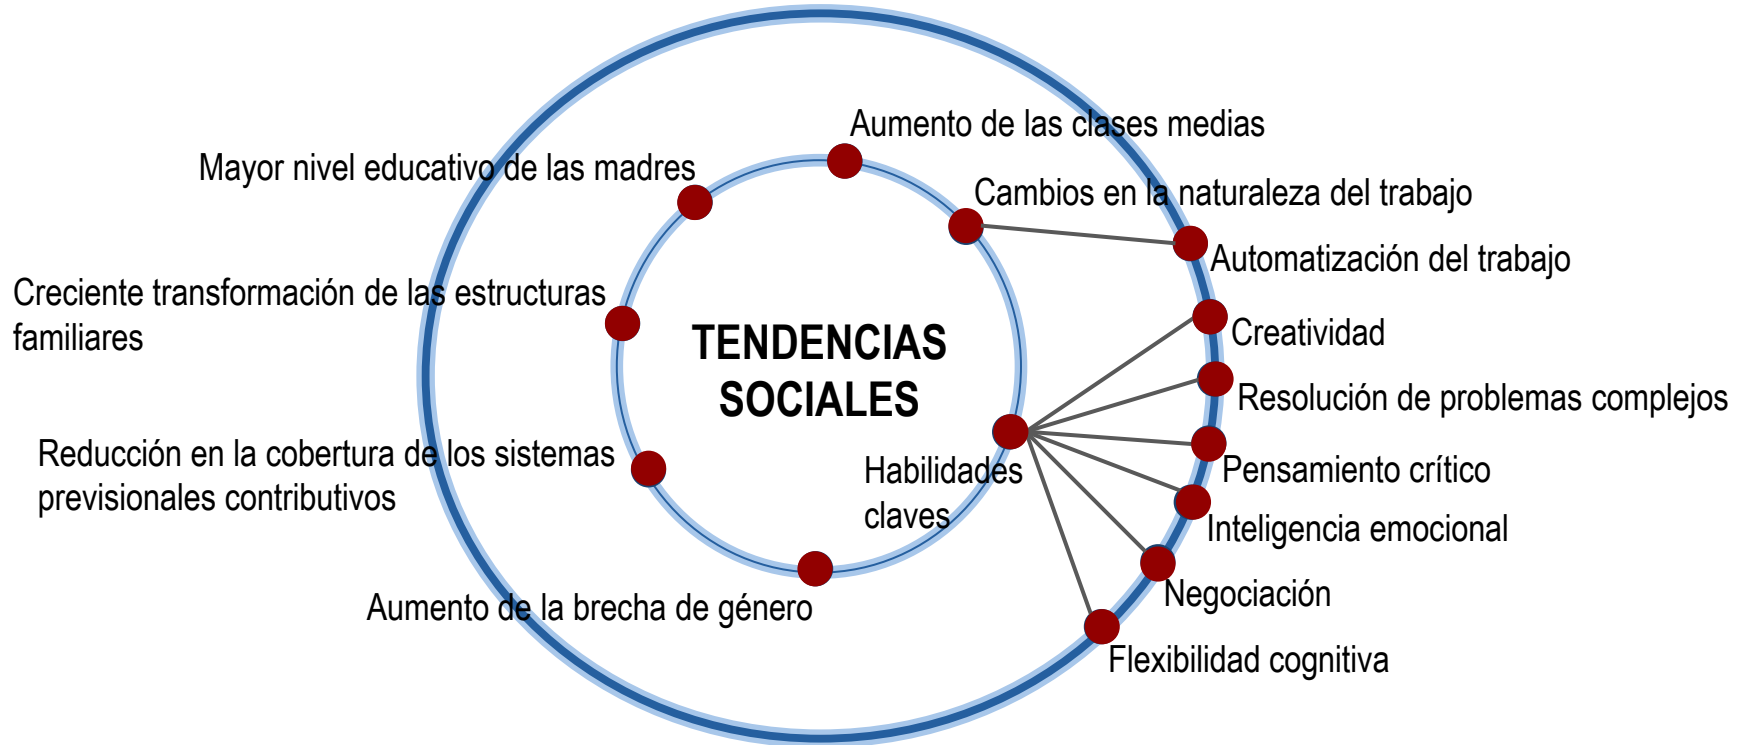 Aumento de las clases medias
Mayor nivel educativo de las madres
Cambios en la naturaleza del trabajo
Automatización del trabajo
Creciente transformación de las estructuras
familiares
Creatividad
TENDENCIAS
SOCIALES
Resolución de problemas complejos
Reducción en la cobertura de los sistemas
previsionales contributivos
Habilidades
claves
Pensamiento crítico
Inteligencia emocional
Negociación
Aumento de la brecha de género
Flexibilidad cognitiva